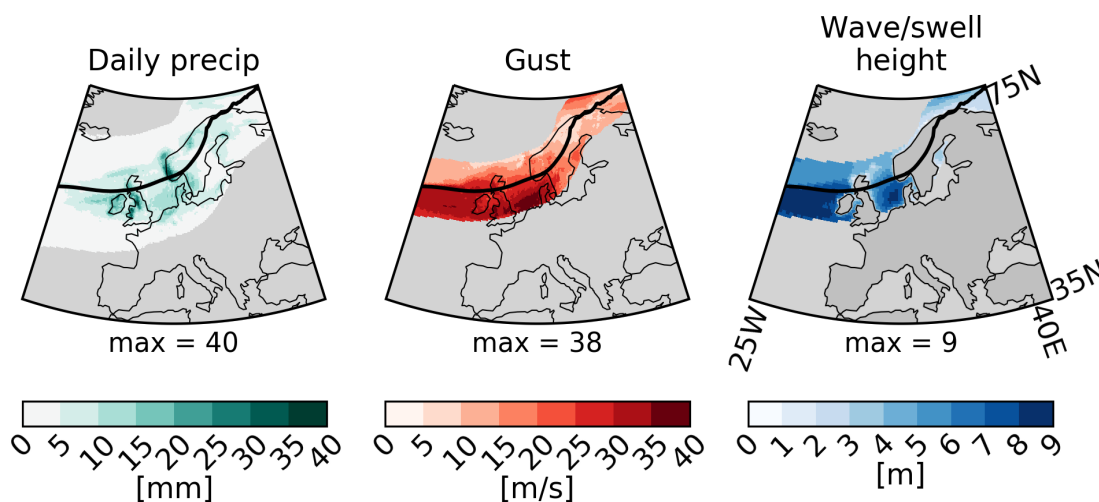 Daily precip
Gust
Wave/swell
height
75N
35N
25W
40E
max = 40
max = 38
max = 9
0 5 10 15 20 25 30 35 40
[mm]
0 5 10 15 20 25 30 35 40
[m/s]
0 1 2 3 4 5 6 7 8 9
[m]